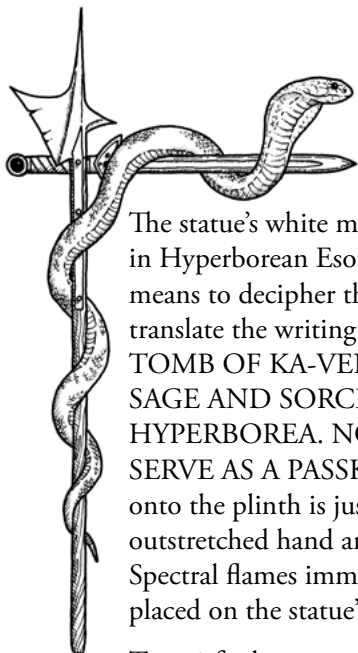 The statue’s white m
in Hyperborean Eso
means to decipher th
translate the writing
TOMB OF KA-VE
SAGE AND SORC
HYPERBOREA. NO
SERVE AS A PASSK
onto the plinth is jus
outstretched hand a
Spectral flames imm
placed on the statue’